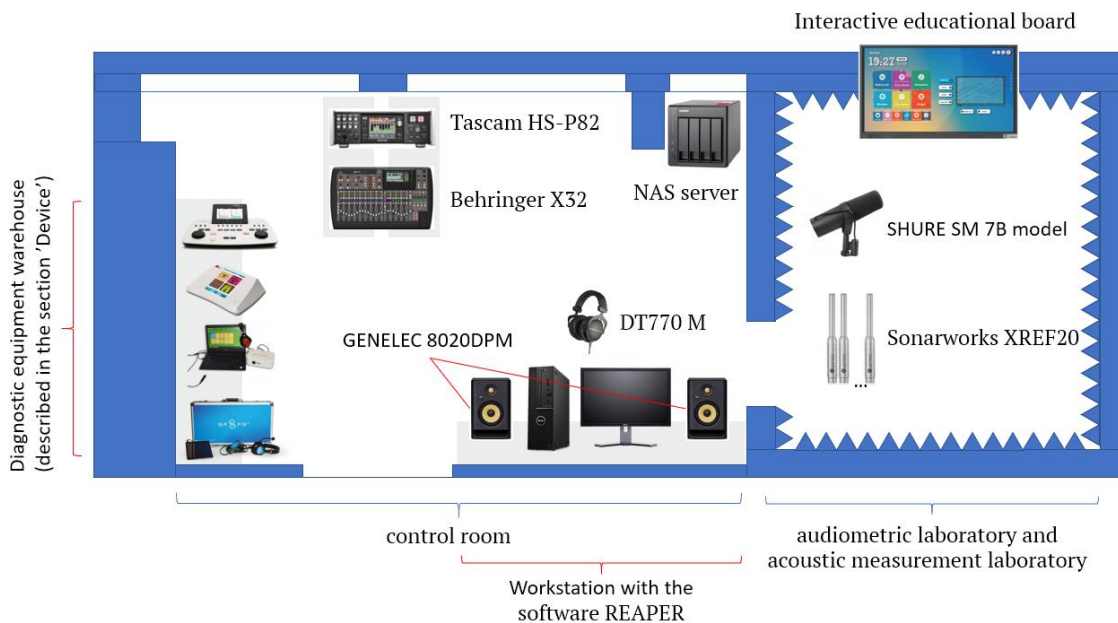 Interactive educational board
19:27
Tascam HS-P82
Behringer X32
NAS server
SHURE SM 7B model
Sonarworks XREF20
...
DT770 M
GENELEC 8020DPM
Diagnostic equipment warehouse
(described in the section ’Device’)
control room
audiometric laboratory and
acoustic measurement laboratory
Workstation with the
software REAPER